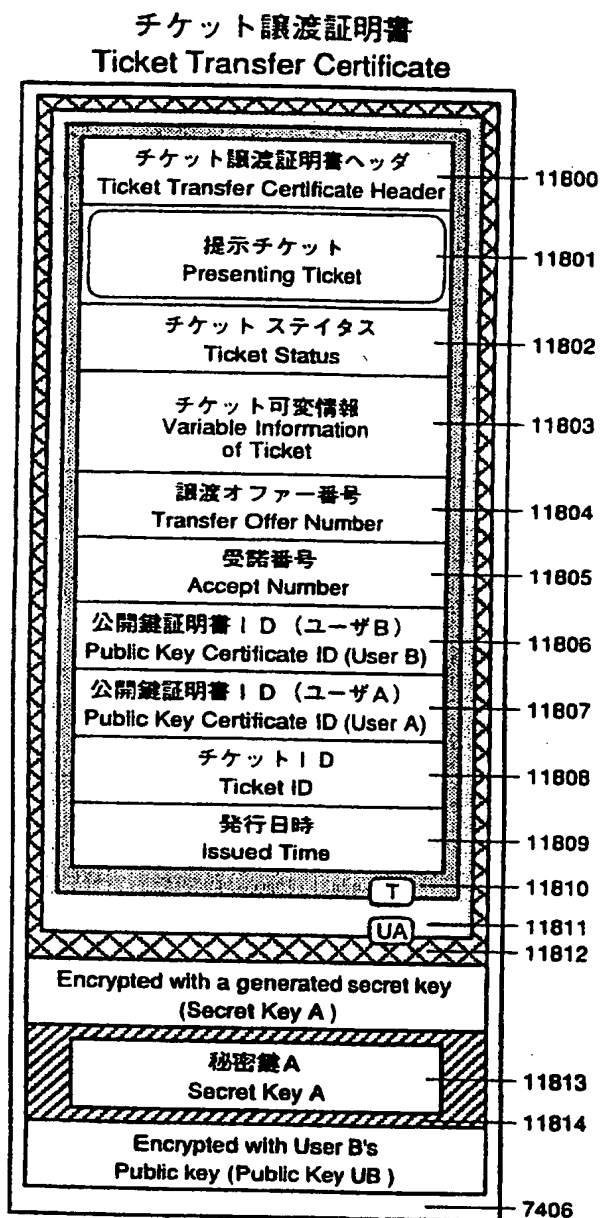 チケット譲渡証明書
Ticket Transfer Certificate
チケット譲渡証明書ヘッダ
Ticket Transfer Certificate Header
11800
提示チケット
Presenting Ticket
11801
チケット ステイタス
Ticket Status
11802
チケット可変情報
Variable Information
of Ticket
11803
譲渡オファー番号
Transfer Offer Number
11804
受諾番号
Accept Number
11805
公開鍵証明書ID(ユーザB)
Public Key Certificate ID (User B)
11806
公開鍵証明書ID(ユーザA)
Public Key Certificate ID (User A)
11807
チケットID
Ticket ID
11808
発行日時
Issued Time
11809
T
11810
UA
11811
11812
Encrypted with a generated secret key
(Secret Key A )
秘密鍵A
Secret Key A
11813
11814
Encrypted with User B's
Public key (Public Key UB )
7406